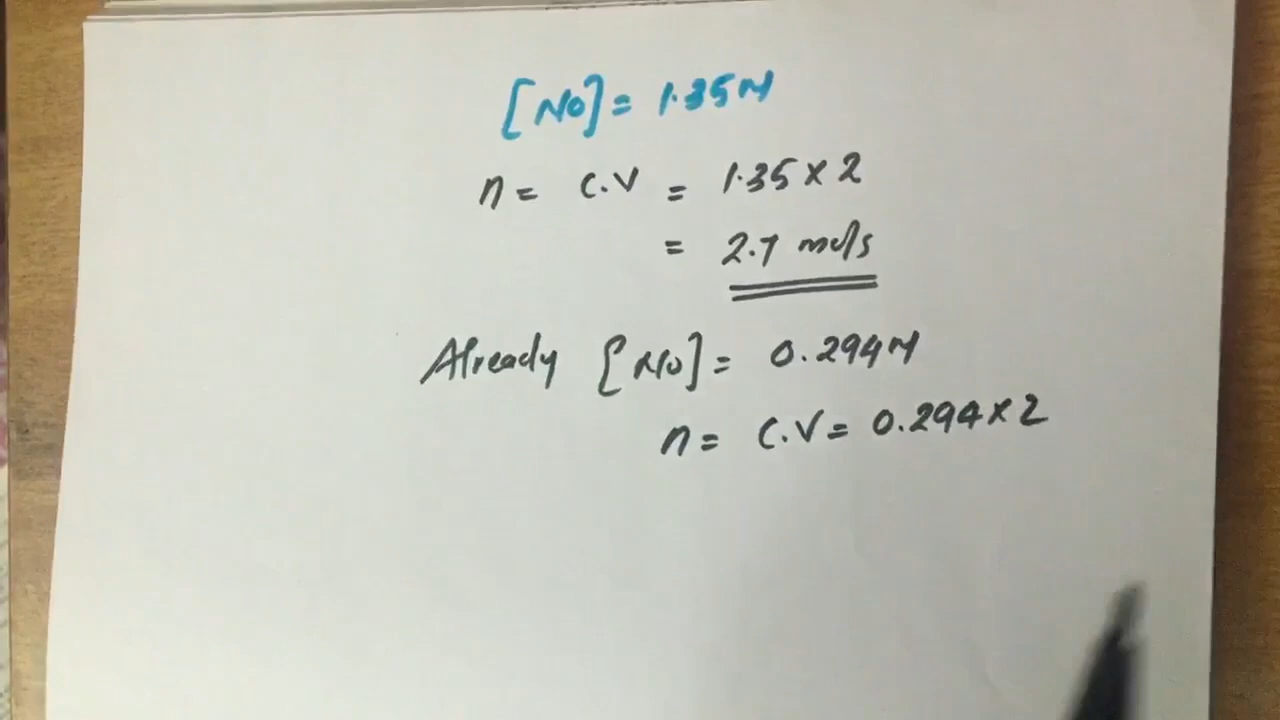 [NO] = 1.35M
n = C.V = 1.35 × 2
= 2.7 mols
Already [NO] = 0.294M
n = C.V = 0.294 × 2